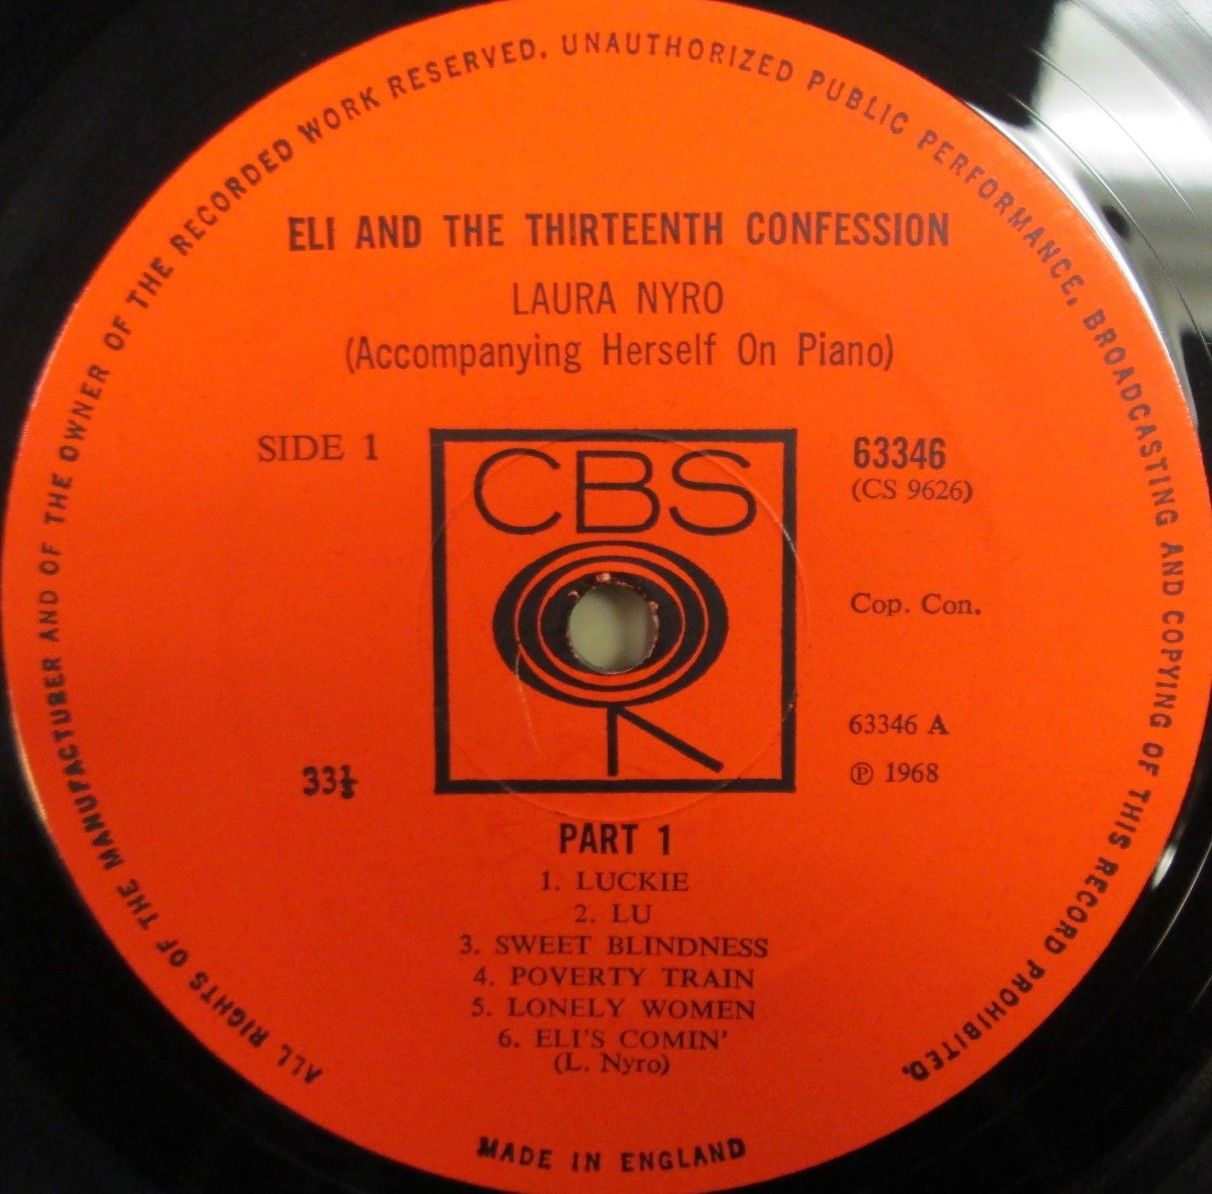 ALL RIGHTS OF THE MANUFACTURER AND OF THE OWNER OF THE RECORDED WORK RESERVED. UNAUTHORIZED PUBLIC PERFORMANCE, BROADCASTING AND COPYING OF THIS RECORD PROHIBITED.
ELI AND THE THIRTEENTH CONFESSION
LAURA NYRO
(Accompanying Herself On Piano)
SIDE 1
CBS
63346
(CS 9626)
Cop. Con.
63346 A
℗ 1968
33⅓
PART 1
1. LUCKIE
2. LU
3. SWEET BLINDNESS
4. POVERTY TRAIN
5. LONELY WOMEN
6. ELI'S COMIN'
(L. Nyro)
MADE IN ENGLAND